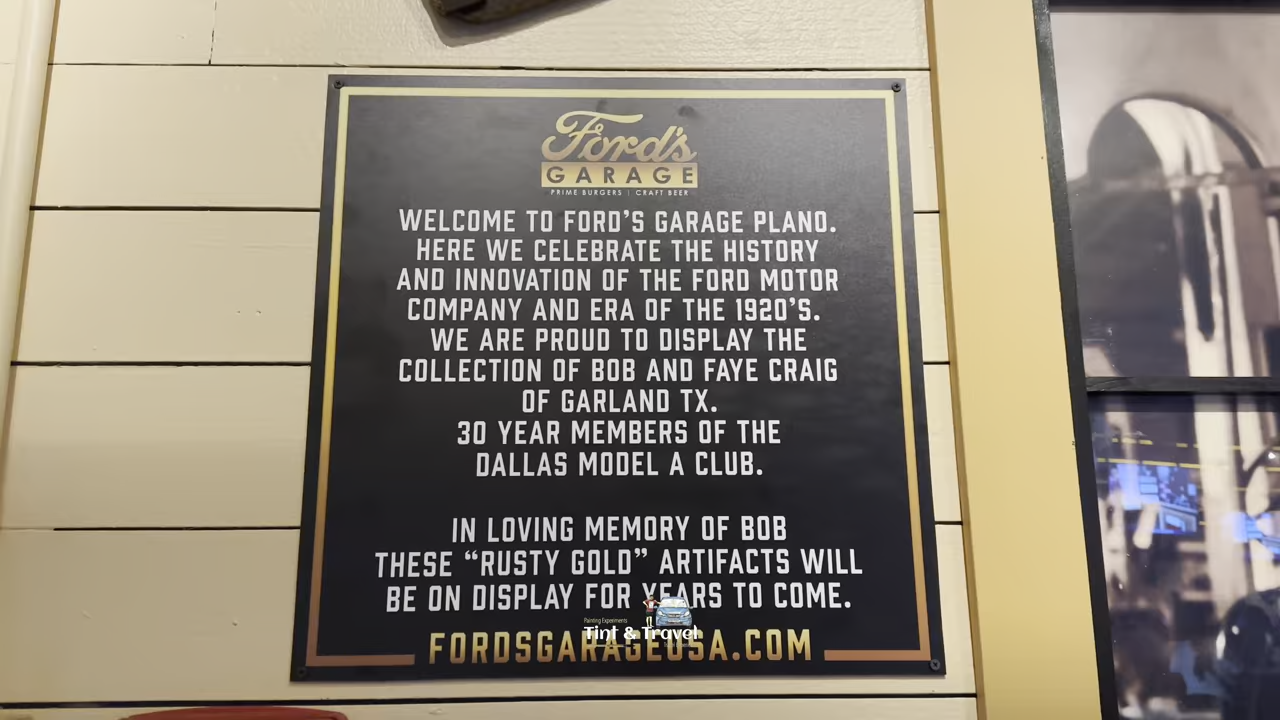 Ford's
GARAGE
PRIME BURGERS | CRAFT BEER
WELCOME TO FORD'S GARAGE PLANO.
HERE WE CELEBRATE THE HISTORY
AND INNOVATION OF THE FORD MOTOR
COMPANY AND ERA OF THE 1920'S.
WE ARE PROUD TO DISPLAY THE
COLLECTION OF BOB AND FAYE CRAIG
OF GARLAND TX.
30 YEAR MEMBERS OF THE
DALLAS MODEL A CLUB.
IN LOVING MEMORY OF BOB
THESE “RUSTY GOLD” ARTIFACTS WILL
BE ON DISPLAY FOR YEARS TO COME.
Painting Experiments
Tint & Travel
FORDSGARAGEUSA.COM